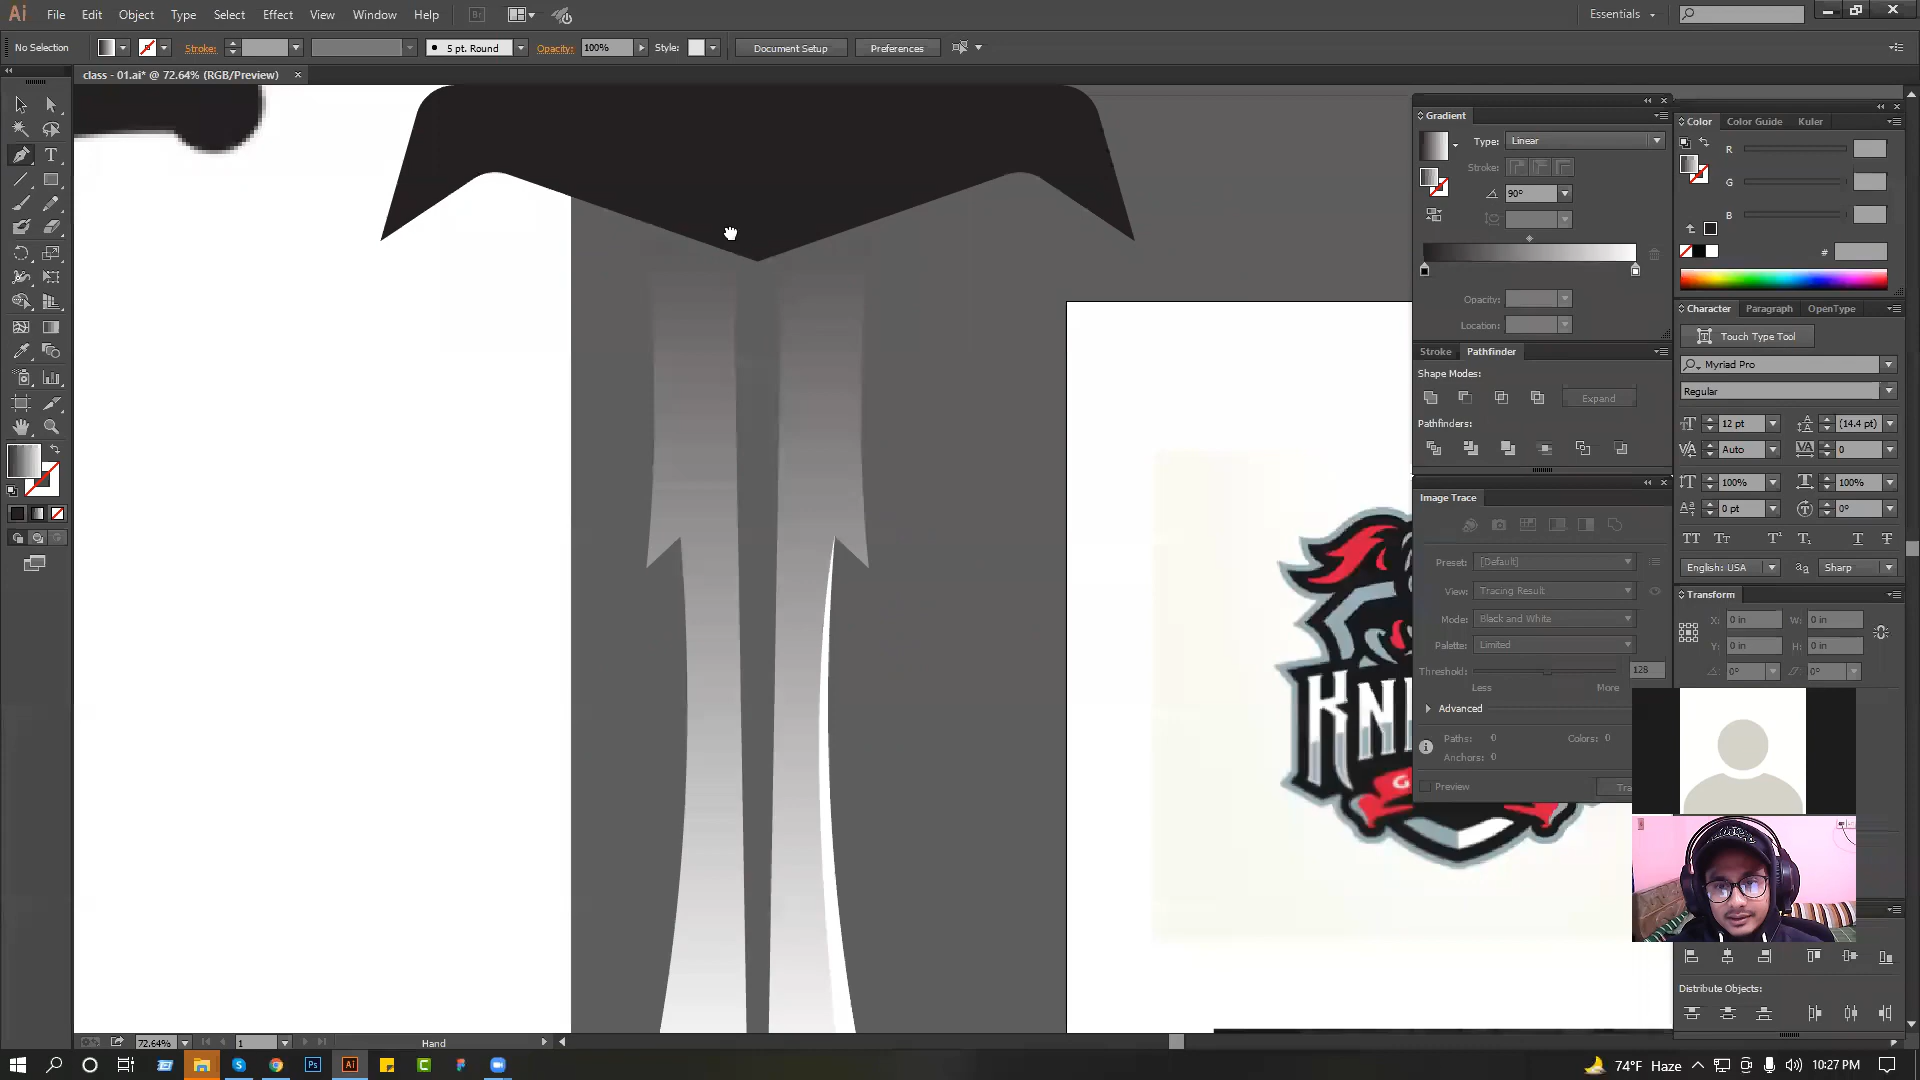 Ai File Edit Object Type Select Effect View Window Help Br Essentials
No Selection Stroke: 5 pt. Round Opacity: 100% Style: Document Setup Preferences
class - 01.ai* @ 72.64% (RGB/Preview)
Gradient
Type: Linear
Stroke:
90°
Opacity:
Location:
Stroke Pathfinder
Shape Modes:
Expand
Pathfinders:
Image Trace
Preset: [Default]
View: Tracing Result
Mode: Black and White
Palette: Limited
Threshold: 128
Less More
Advanced
Paths: 0 Colors: 0
Anchors: 0
Preview
Color Color Guide Kuler
R
G
B
#
Character Paragraph OpenType
Touch Type Tool
Myriad Pro
Regular
12 pt (14.4 pt)
Auto 0
100% 100%
0 pt 0°
English: USA Sharp
Transform
X: 0 in W: 0 in
Y: 0 in H: 0 in
0° 0°
Distribute Objects:
72.64% 1 Hand
74°F Haze 10:27 PM